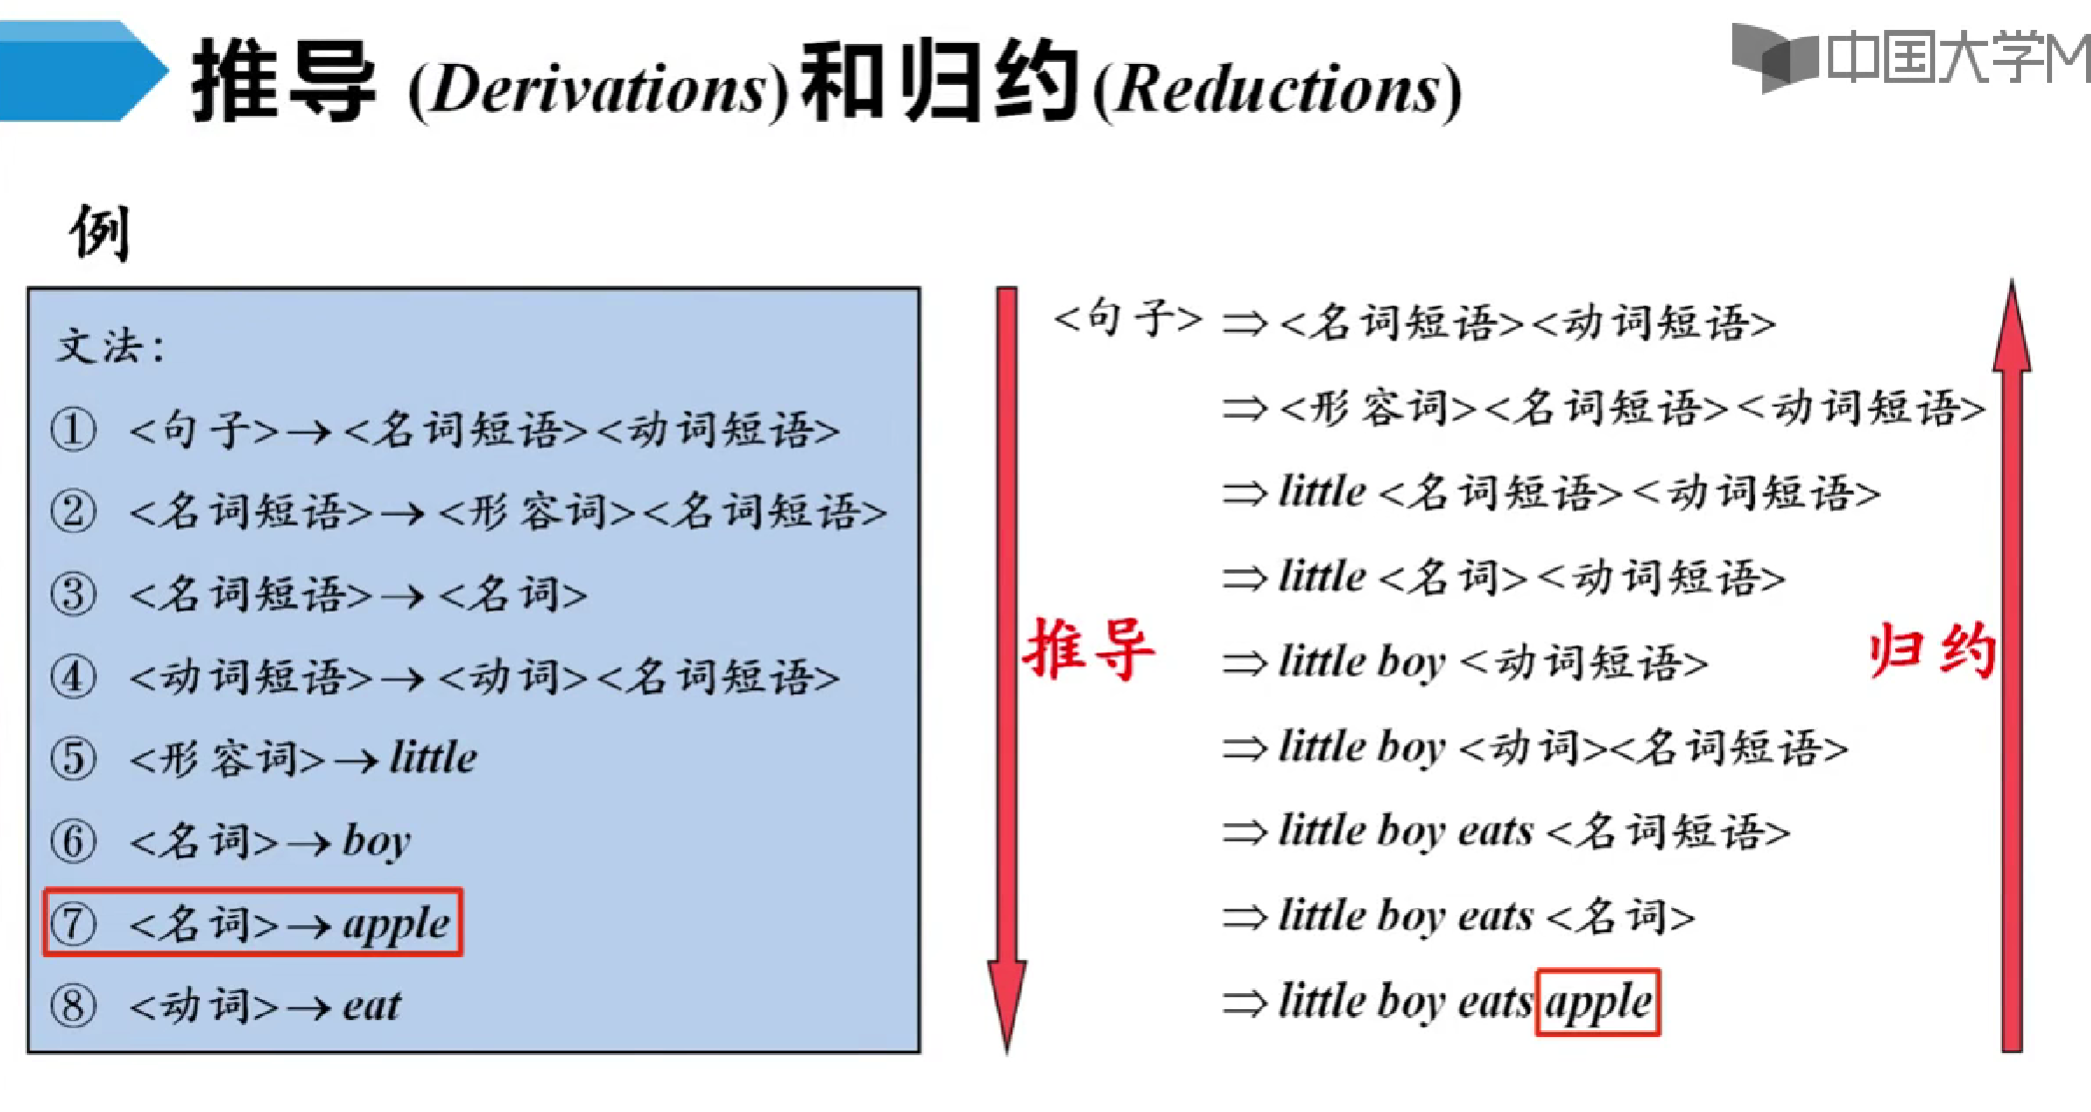 推导 (Derivations)和归约(Reductions)
中国大学M
例
文法：
① <句子>→<名词短语><动词短语>
② <名词短语>→<形容词><名词短语>
③ <名词短语>→<名词>
④ <动词短语>→<动词><名词短语>
⑤ <形容词>→little
⑥ <名词>→boy
⑦ <名词>→apple
⑧ <动词>→eat
推导
<句子> ⇒<名词短语><动词短语>
⇒<形容词><名词短语><动词短语>
⇒little <名词短语><动词短语>
⇒little <名词><动词短语>
⇒little boy <动词短语>
⇒little boy <动词><名词短语>
⇒little boy eats <名词短语>
⇒little boy eats <名词>
⇒little boy eats apple
归约